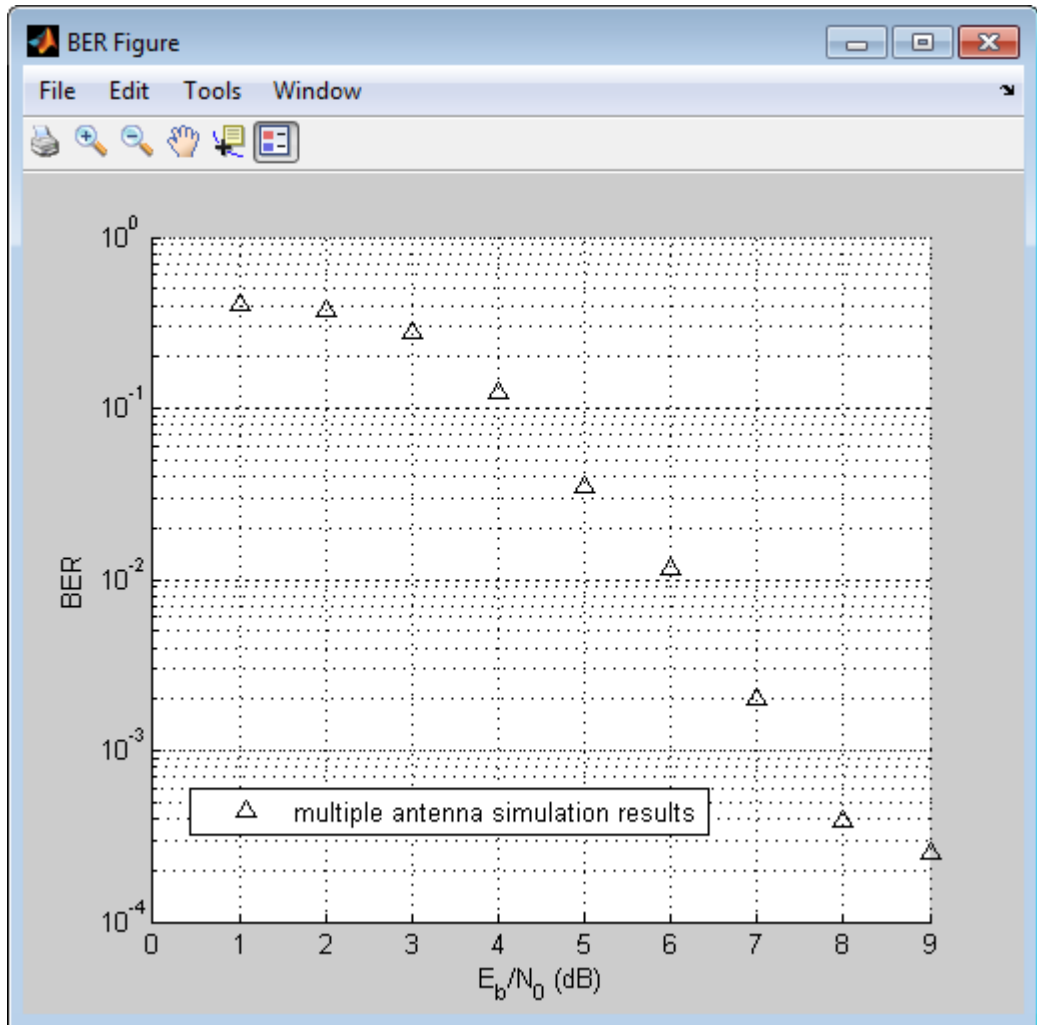 BER Figure
File Edit Tools Window
10^0
10^-1
10^-2
10^-3
10^-4
BER
multiple antenna simulation results
0 1 2 3 4 5 6 7 8 9
E_b/N_0 (dB)